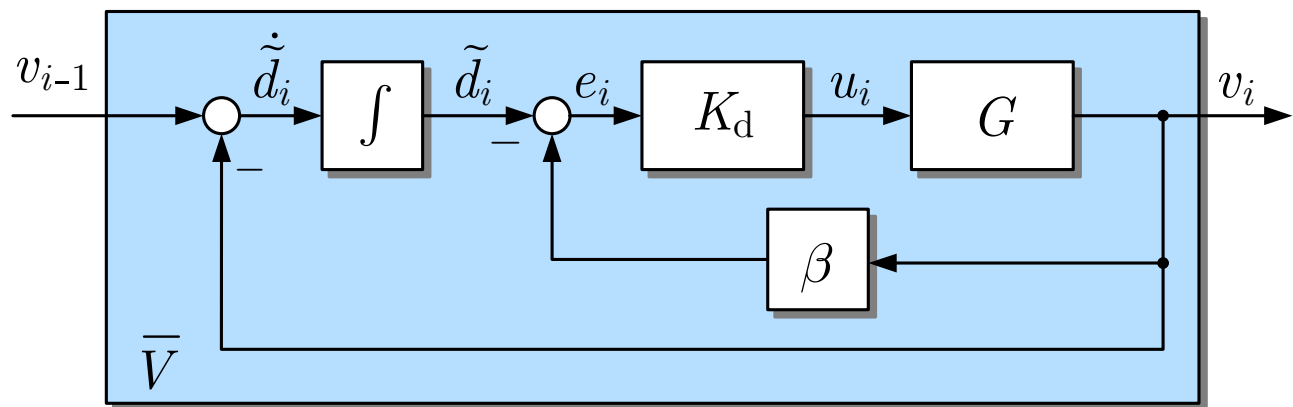 v_{i-1}
\dot{\tilde{d}}_i
∫
\tilde{d}_i
e_i
K_d
u_i
G
v_i
−
−
β
\overline{V}